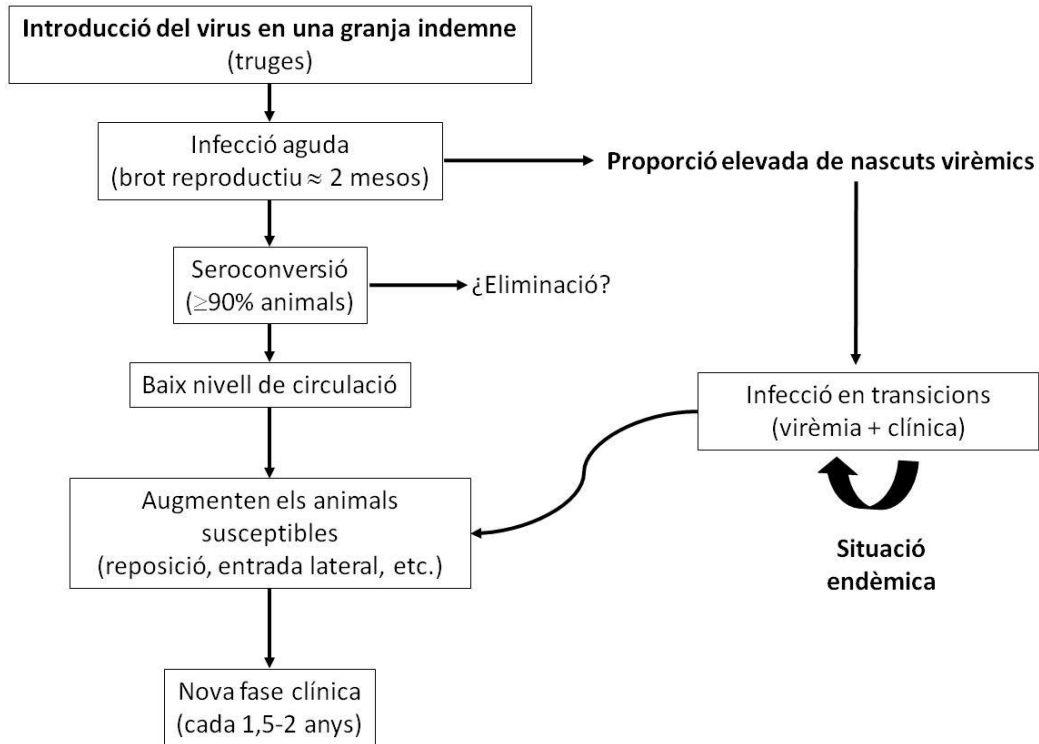 Introducció del virus en una granja indemne
(truges)
Infecció aguda
(brot reproductiu ≈ 2 mesos)
Proporció elevada de nascuts virèmics
Seroconversió
(≥90% animals)
¿Eliminació?
Baix nivell de circulació
Infecció en transicions
(virèmia + clínica)
Augmenten els animals
susceptibles
(reposició, entrada lateral, etc.)
Situació
endèmica
Nova fase clínica
(cada 1,5-2 anys)